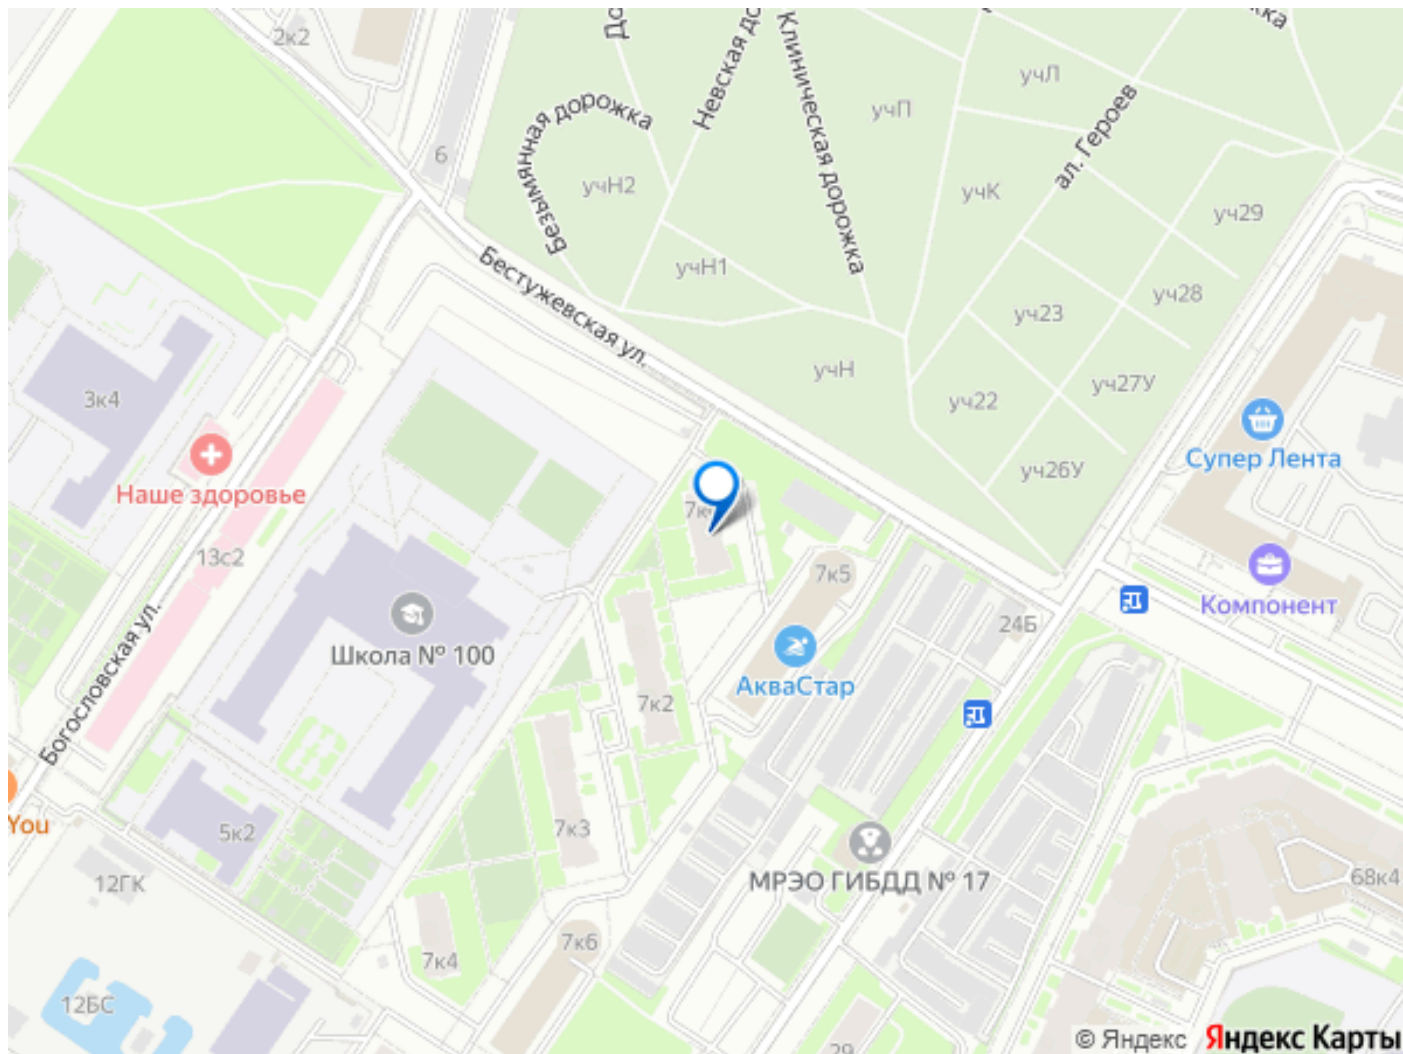 2к2
Невская до
Клиническая дорожка
жка
учЛ
учП
ал. Героев
Безымянная дорожка
6
учН2
учК
уч29
учН1
Бестужевская ул.
уч28
уч23
учН
уч27У
3к4
уч22
Супер Лента
уч26У
Наше здоровье
13с2
7к5
Компонент
24Б
Школа № 100
Богословская ул.
АкваСтар
7к2
You
5к2
7к3
12ГК
МРЭО ГИБДД № 17
68к4
7к6
7к4
12БС
29
© Яндекс Яндекс Карты